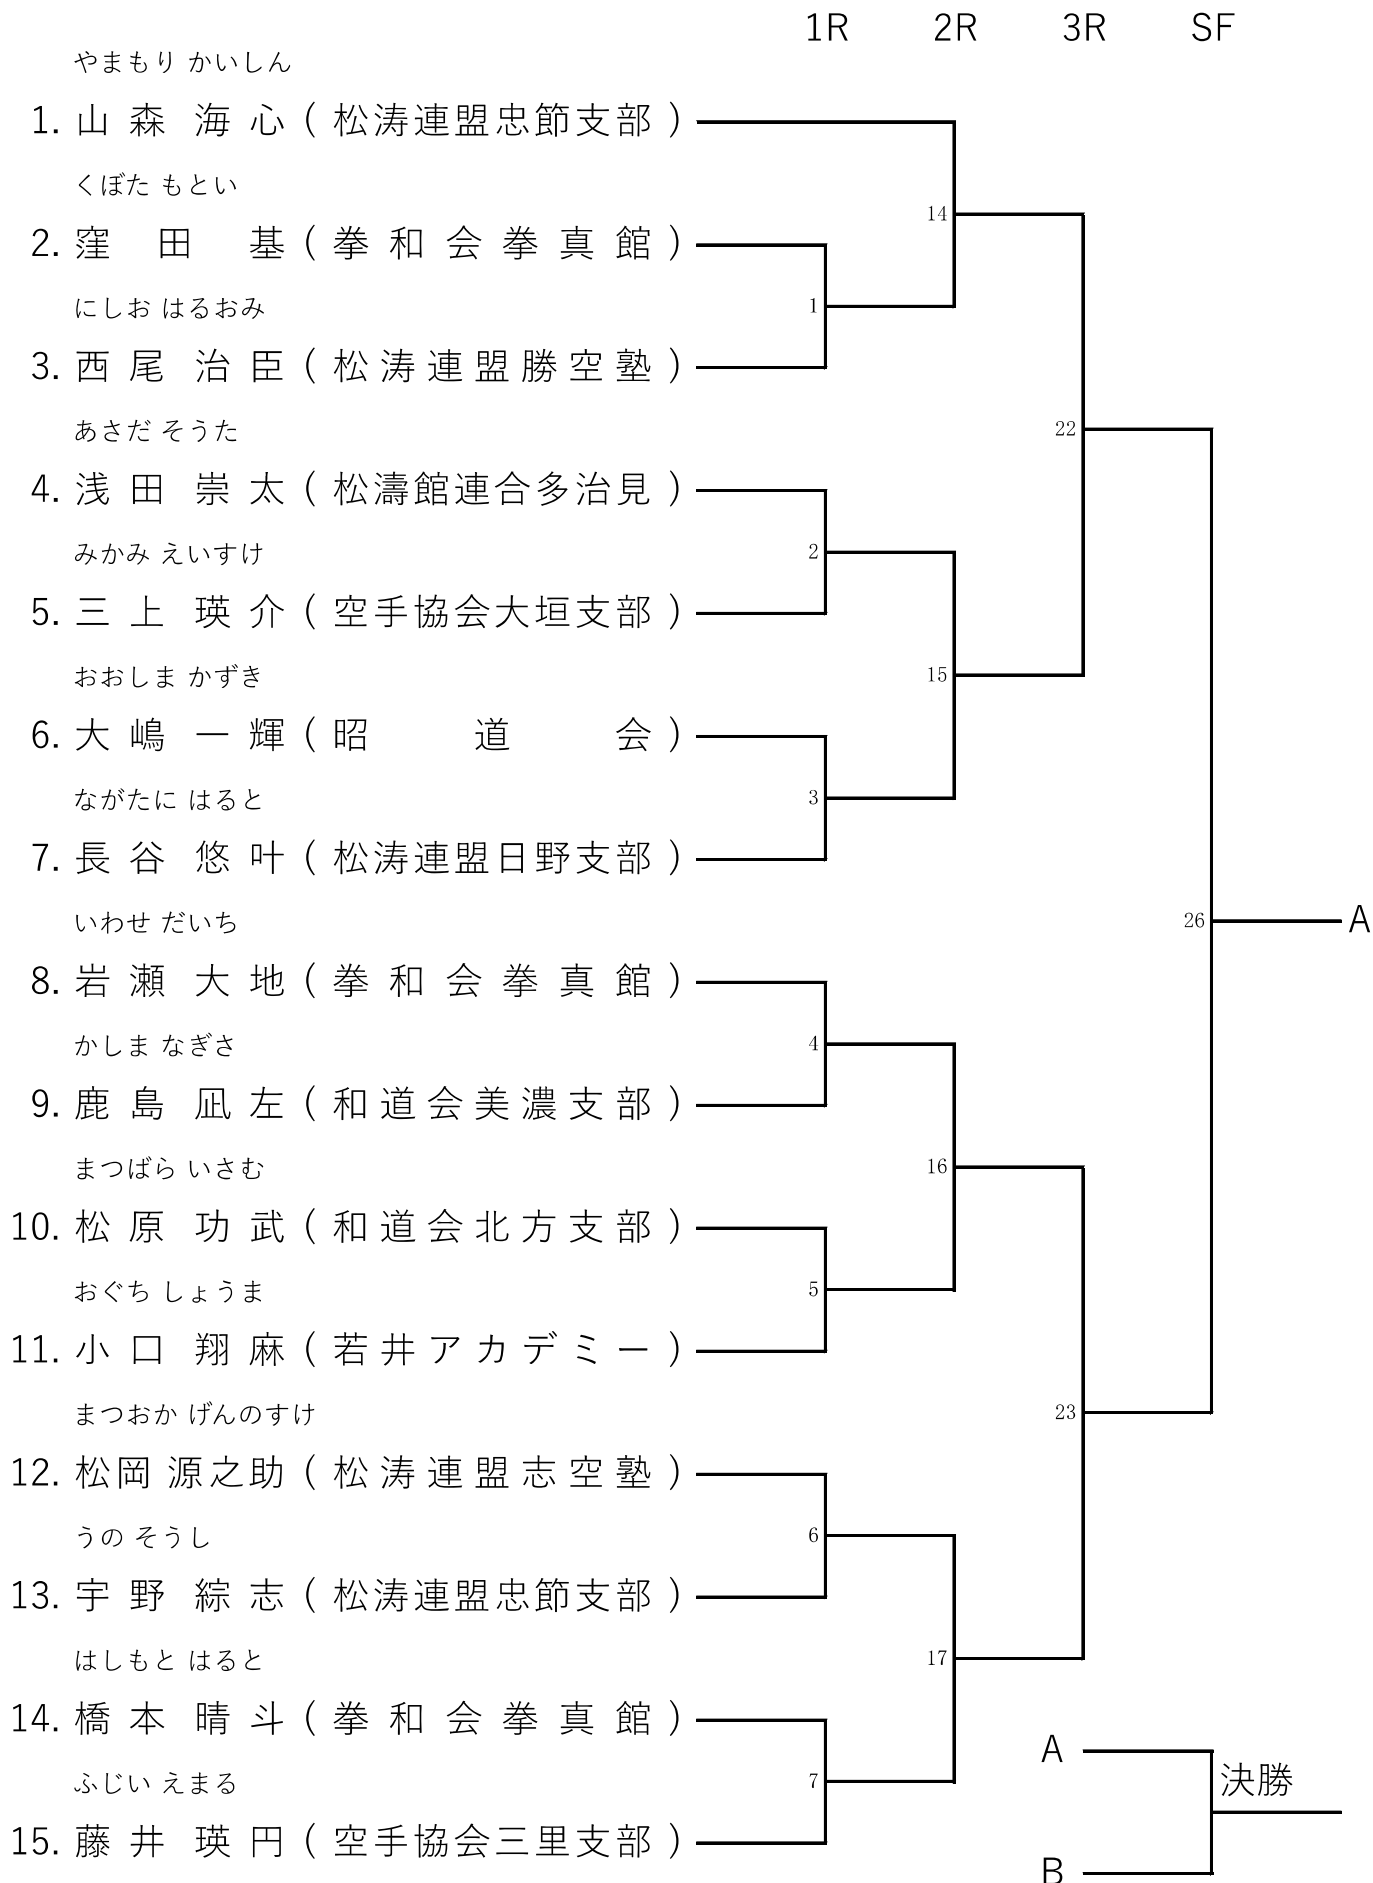 1R 2R 3R SF
やまもり かいしん
1. 山森 海心(松涛連盟忠節支部)
くぼた もとい
14
2. 窪田 基(拳和会拳真館)
にしお はるおみ
1
3. 西尾 治臣(松涛連盟勝空塾)
あさだ そうた
22
4. 浅田 崇太(松濤館連合多治見)
みかみ えいすけ
2
5. 三上 瑛介(空手協会大垣支部)
おおしま かずき
15
6. 大嶋 一輝(昭道会)
ながたに はると
3
7. 長谷 悠叶(松涛連盟日野支部)
いわせ だいち
26 A
8. 岩瀬 大地(拳和会拳真館)
かしま なぎさ
4
9. 鹿島 凪左(和道会美濃支部)
まつばら いさむ
16
10. 松原 功武(和道会北方支部)
おぐち しょうま
5
11. 小口 翔麻(若井アカデミー)
まつおか げんのすけ
23
12. 松岡 源之助(松涛連盟志空塾)
うの そうし
6
13. 宇野 綜志(松涛連盟忠節支部)
はしもと はると
17
14. 橋本 晴斗(拳和会拳真館)
A
ふじい えまる
7
決勝
15. 藤井 瑛円(空手協会三里支部)
B